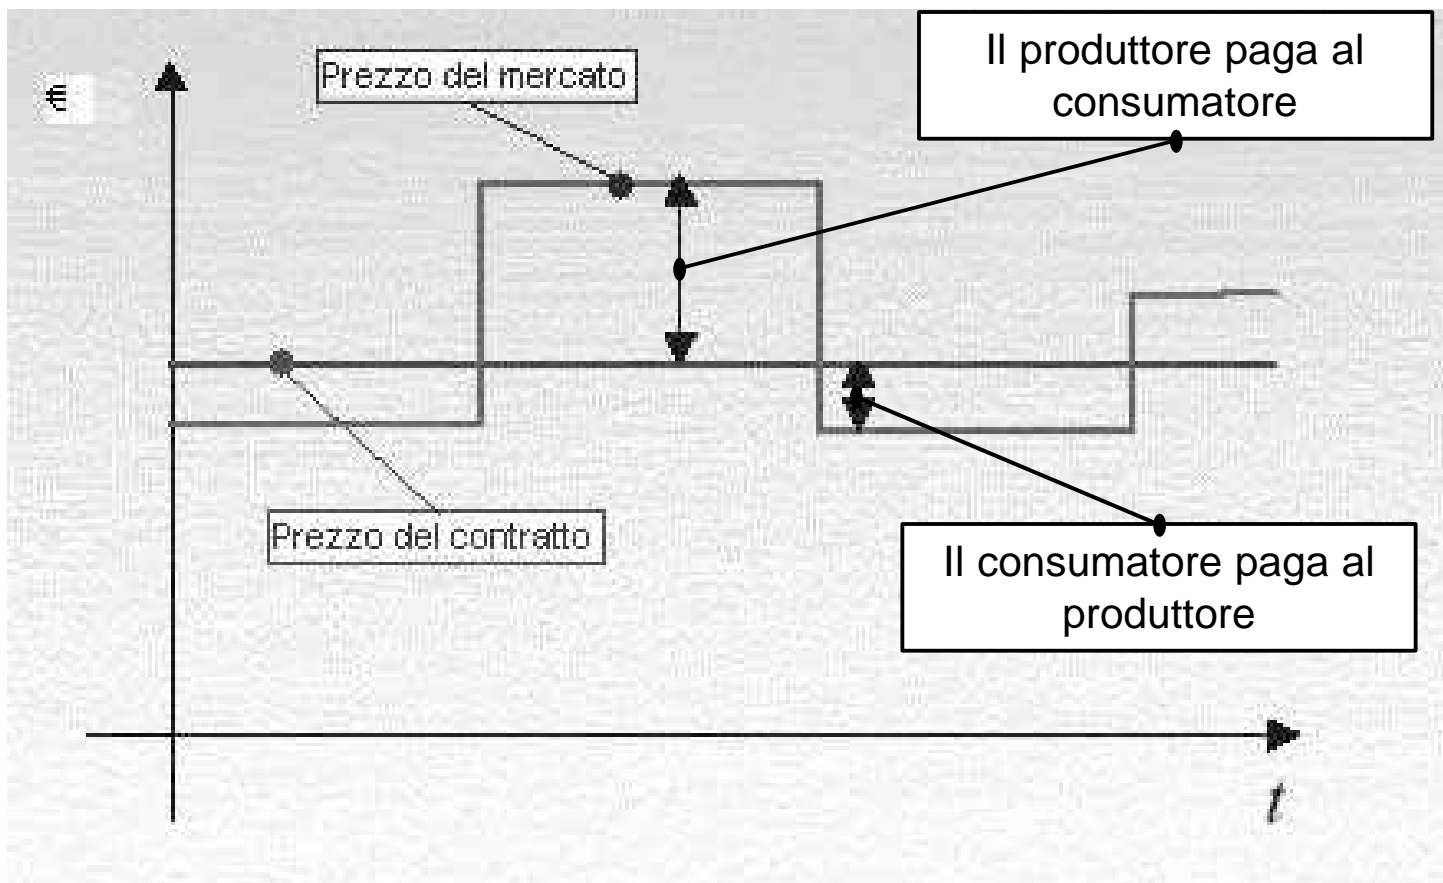 €
Prezzo del mercato
Il produttore paga al
consumatore
Prezzo del contratto
Il consumatore paga al
produttore
t